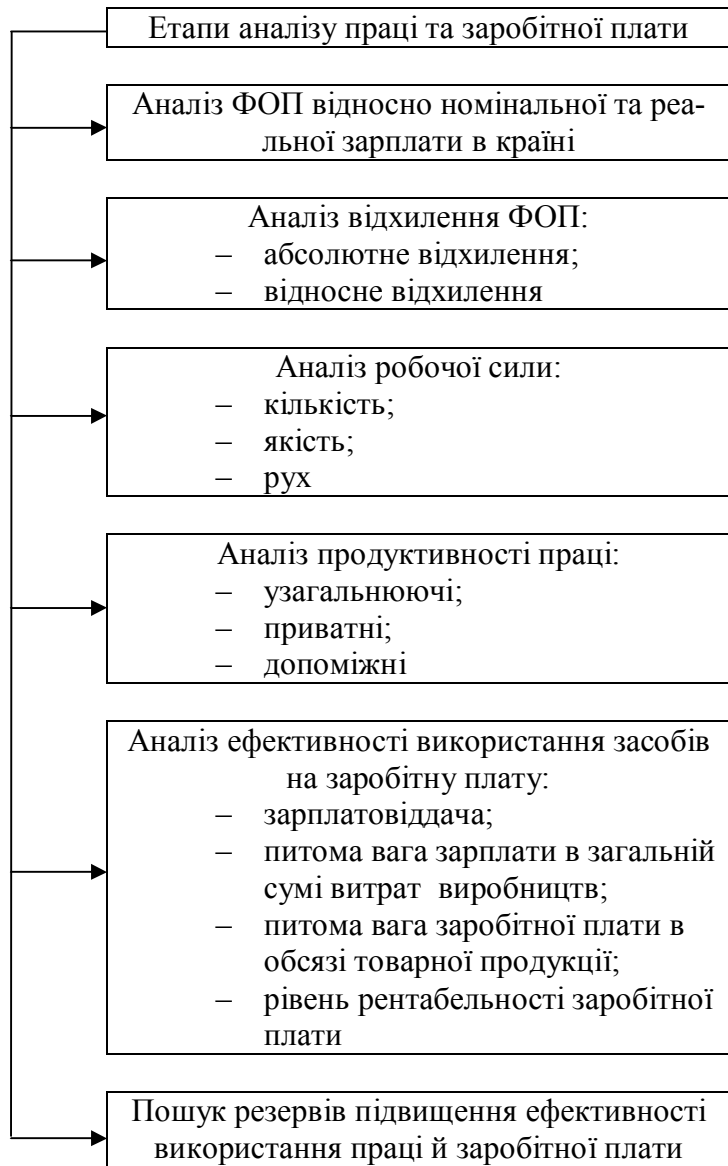 Етапи аналізу праці та заробітної плати
Аналіз ФОП відносно номінальної та реа-
льної зарплати в країні
Аналіз відхилення ФОП:
– абсолютне відхилення;
– відносне відхилення
Аналіз робочої сили:
– кількість;
– якість;
– рух
Аналіз продуктивності праці:
– узагальнюючі;
– приватні;
– допоміжні
Аналіз ефективності використання засобів
на заробітну плату:
– зарплатовіддача;
– питома вага зарплати в загальній
сумі витрат виробництв;
– питома вага заробітної плати в
обсязі товарної продукції;
– рівень рентабельності заробітної
плати
Пошук резервів підвищення ефективності
використання праці й заробітної плати